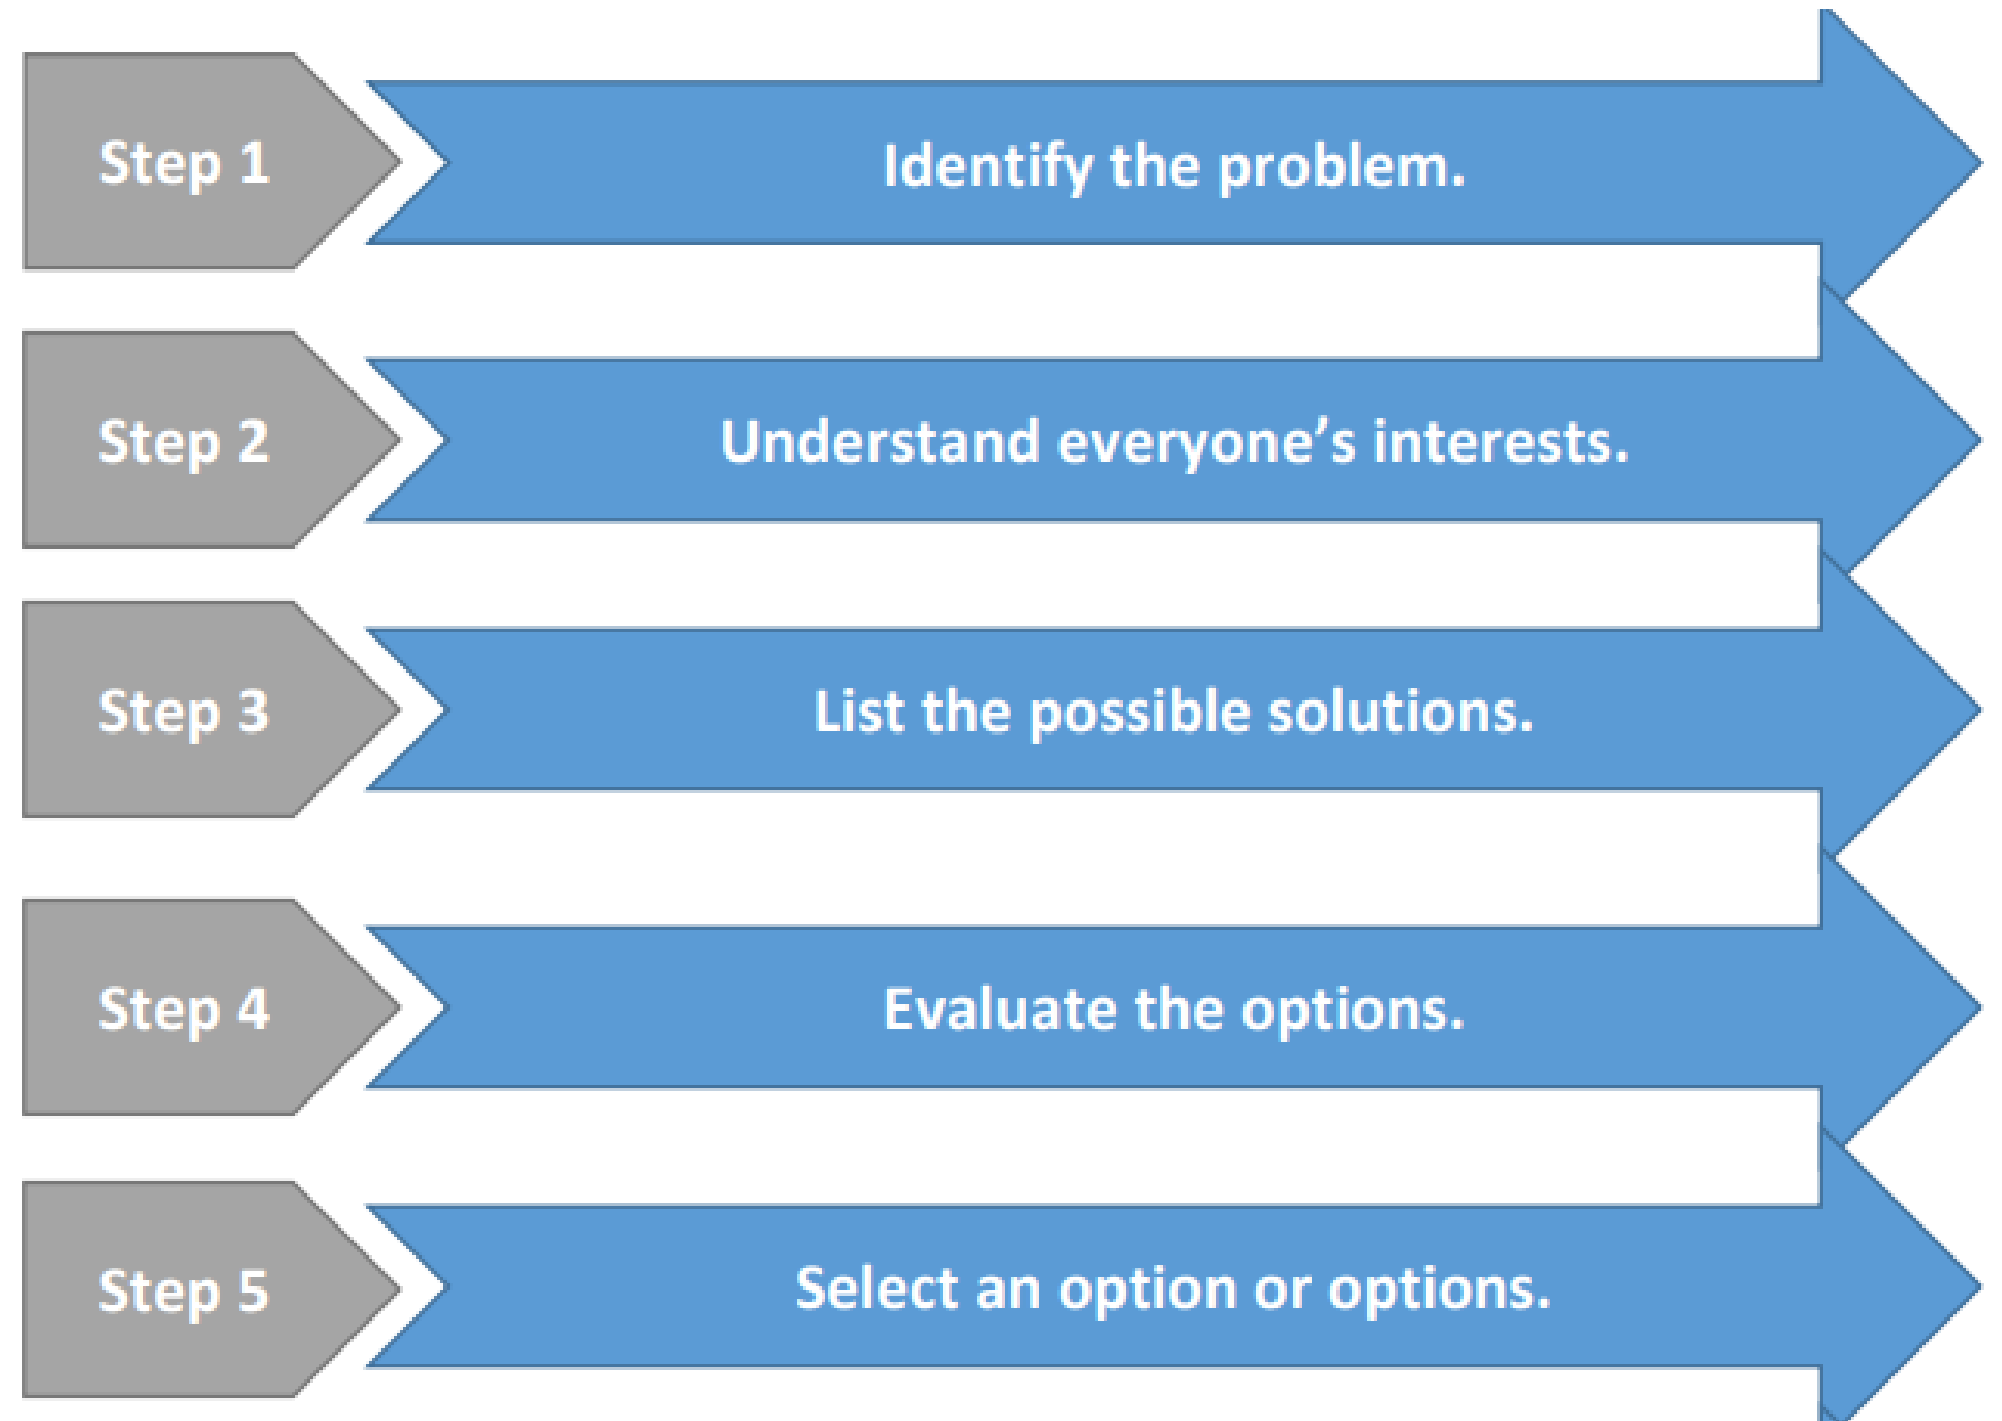 Step 1
Identify the problem.
Step 2
Understand everyone’s interests.
Step 3
List the possible solutions.
Step 4
Evaluate the options.
Step 5
Select an option or options.